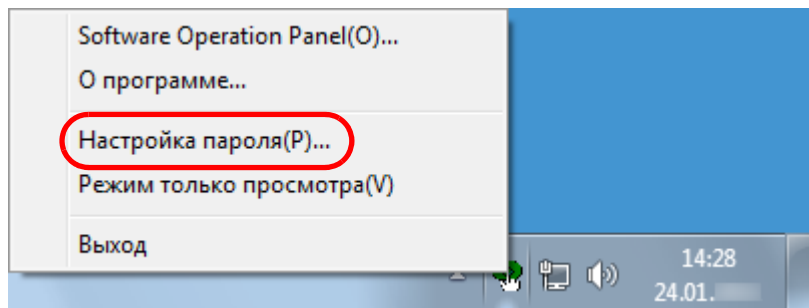 Software Operation Panel(O)...
О программе...
Настройка пароля(P)...
Режим только просмотра(V)
Выход
14:28
24.01.